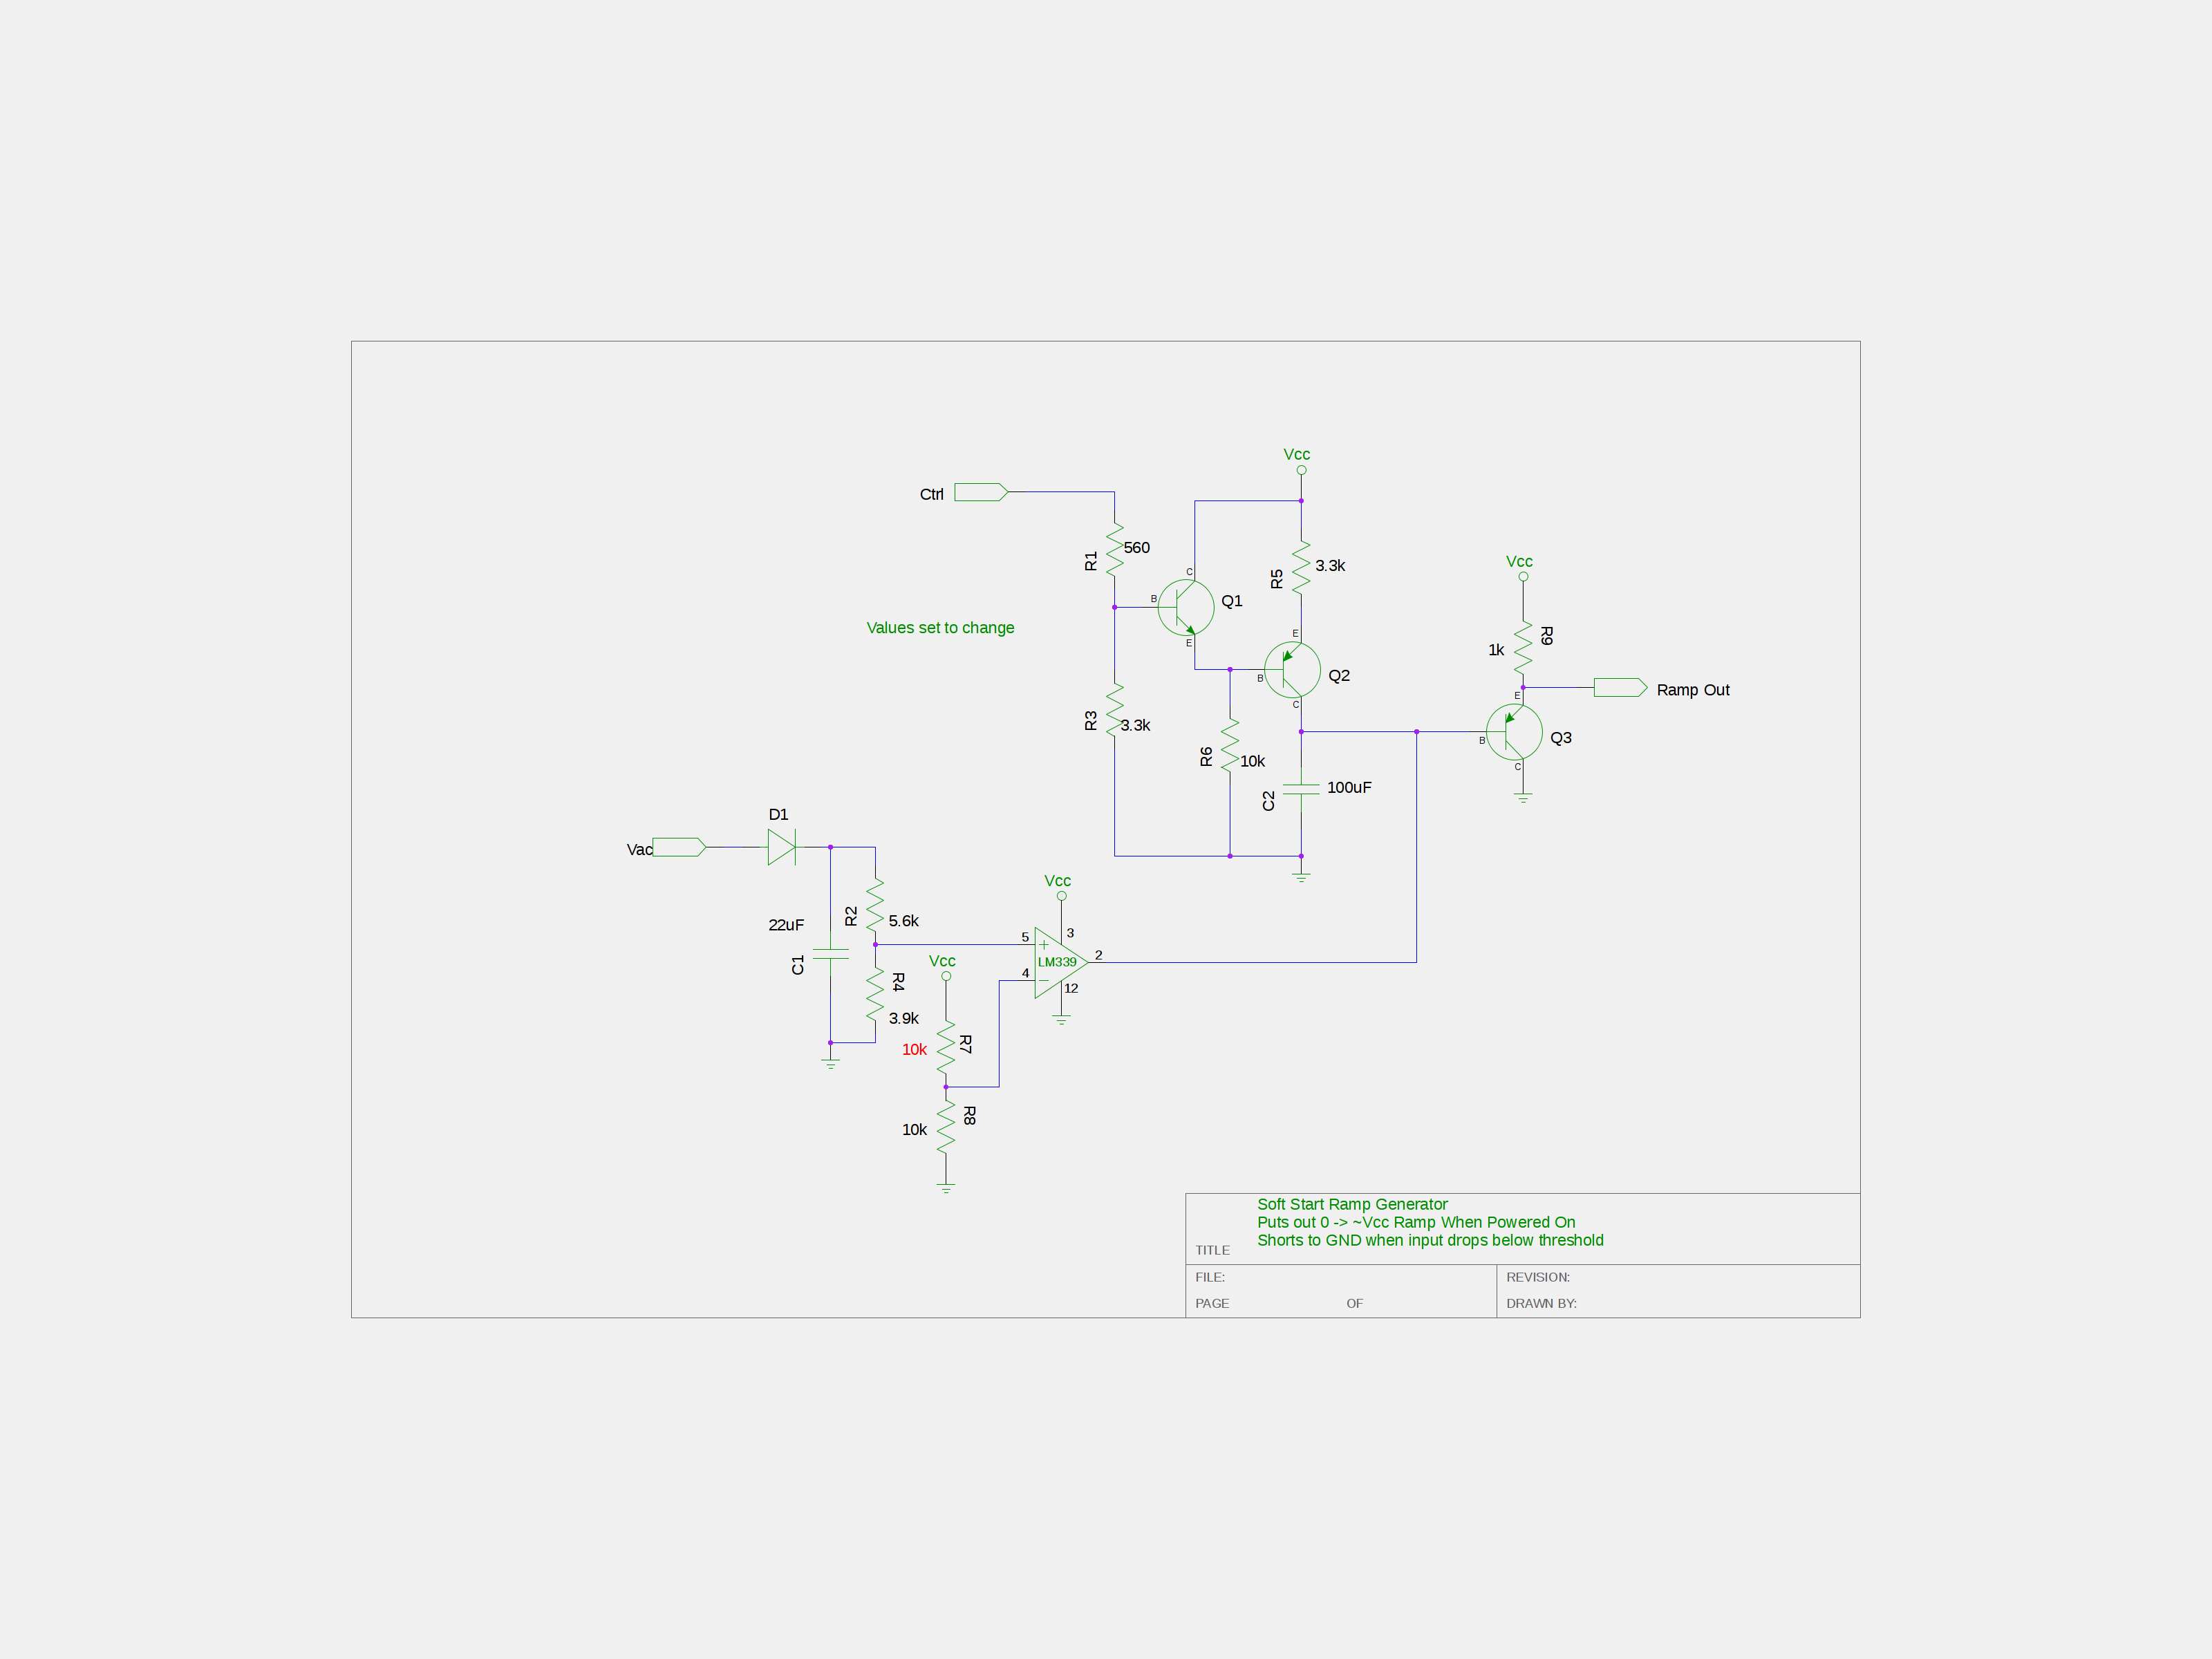 Vcc
Ctrl
R1
560
C
B
Q1
E
R5
3.3k
Vcc
Values set to change
E
Q2
B
C
R9
1k
Ramp Out
E
B
Q3
C
R3
3.3k
R6
10k
C2
100uF
D1
Vac
Vcc
22uF
C1
R2
5.6k
R4
3.9k
5
4
LM339
3
2
12
Vcc
10k
R7
10k
R8
Soft Start Ramp Generator
Puts out 0 -> ~Vcc Ramp When Powered On
Shorts to GND when input drops below threshold
TITLE
FILE:
REVISION:
PAGE
OF
DRAWN BY: